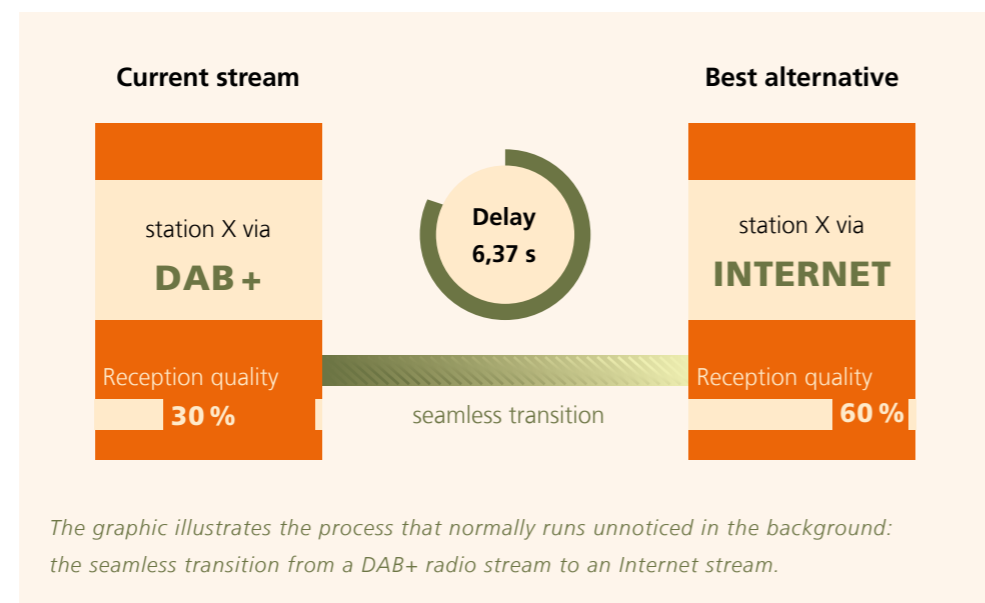 Current stream
station X via
DAB +
Reception quality
30 %
Delay
6,37 s
seamless transition
Best alternative
station X via
INTERNET
Reception quality
60 %
The graphic illustrates the process that normally runs unnoticed in the background:
the seamless transition from a DAB+ radio stream to an Internet stream.